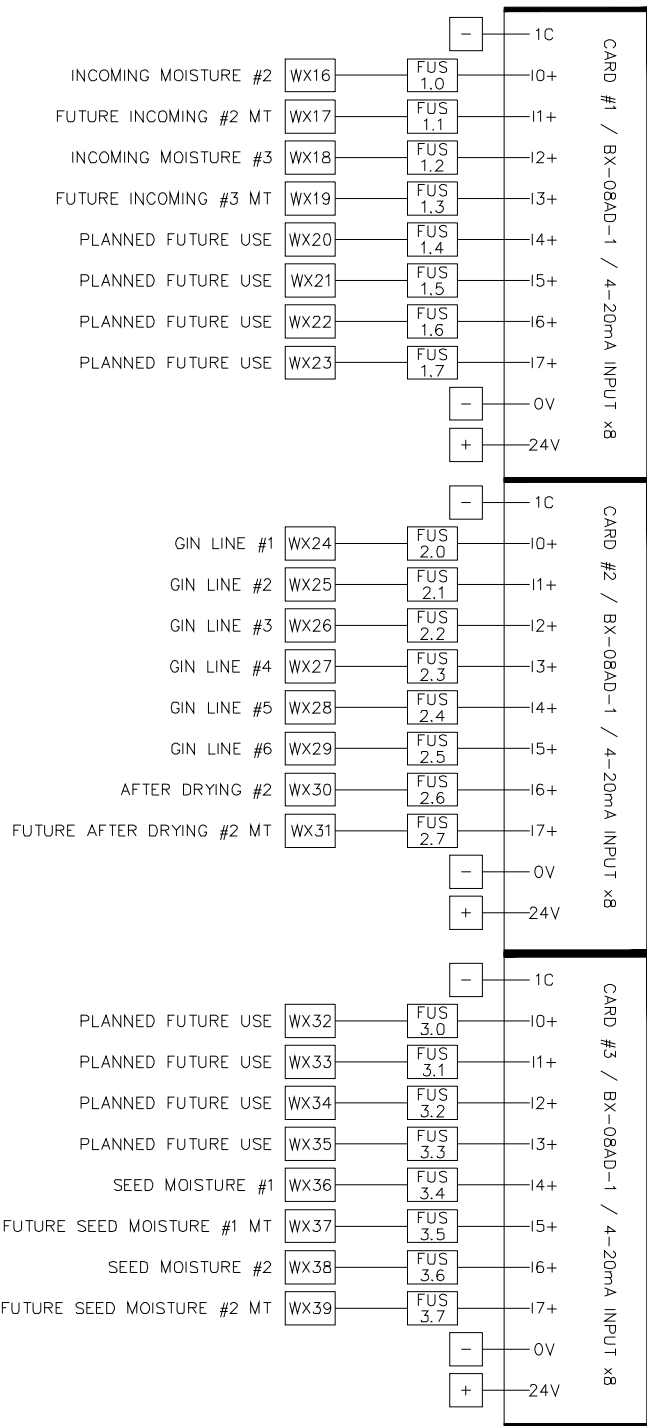 - 1C
INCOMING MOISTURE #2 WX16 FUS 1.0 I0+
FUTURE INCOMING #2 MT WX17 FUS 1.1 I1+
INCOMING MOISTURE #3 WX18 FUS 1.2 I2+
FUTURE INCOMING #3 MT WX19 FUS 1.3 I3+
PLANNED FUTURE USE WX20 FUS 1.4 I4+
PLANNED FUTURE USE WX21 FUS 1.5 I5+
PLANNED FUTURE USE WX22 FUS 1.6 I6+
PLANNED FUTURE USE WX23 FUS 1.7 I7+
- 0V
+ 24V
CARD #1 / BX-08AD-1 / 4-20mA INPUT x8
- 1C
GIN LINE #1 WX24 FUS 2.0 I0+
GIN LINE #2 WX25 FUS 2.1 I1+
GIN LINE #3 WX26 FUS 2.2 I2+
GIN LINE #4 WX27 FUS 2.3 I3+
GIN LINE #5 WX28 FUS 2.4 I4+
GIN LINE #6 WX29 FUS 2.5 I5+
AFTER DRYING #2 WX30 FUS 2.6 I6+
FUTURE AFTER DRYING #2 MT WX31 FUS 2.7 I7+
- 0V
+ 24V
CARD #2 / BX-08AD-1 / 4-20mA INPUT x8
- 1C
PLANNED FUTURE USE WX32 FUS 3.0 I0+
PLANNED FUTURE USE WX33 FUS 3.1 I1+
PLANNED FUTURE USE WX34 FUS 3.2 I2+
PLANNED FUTURE USE WX35 FUS 3.3 I3+
SEED MOISTURE #1 WX36 FUS 3.4 I4+
FUTURE SEED MOISTURE #1 MT WX37 FUS 3.5 I5+
SEED MOISTURE #2 WX38 FUS 3.6 I6+
FUTURE SEED MOISTURE #2 MT WX39 FUS 3.7 I7+
- 0V
+ 24V
CARD #3 / BX-08AD-1 / 4-20mA INPUT x8